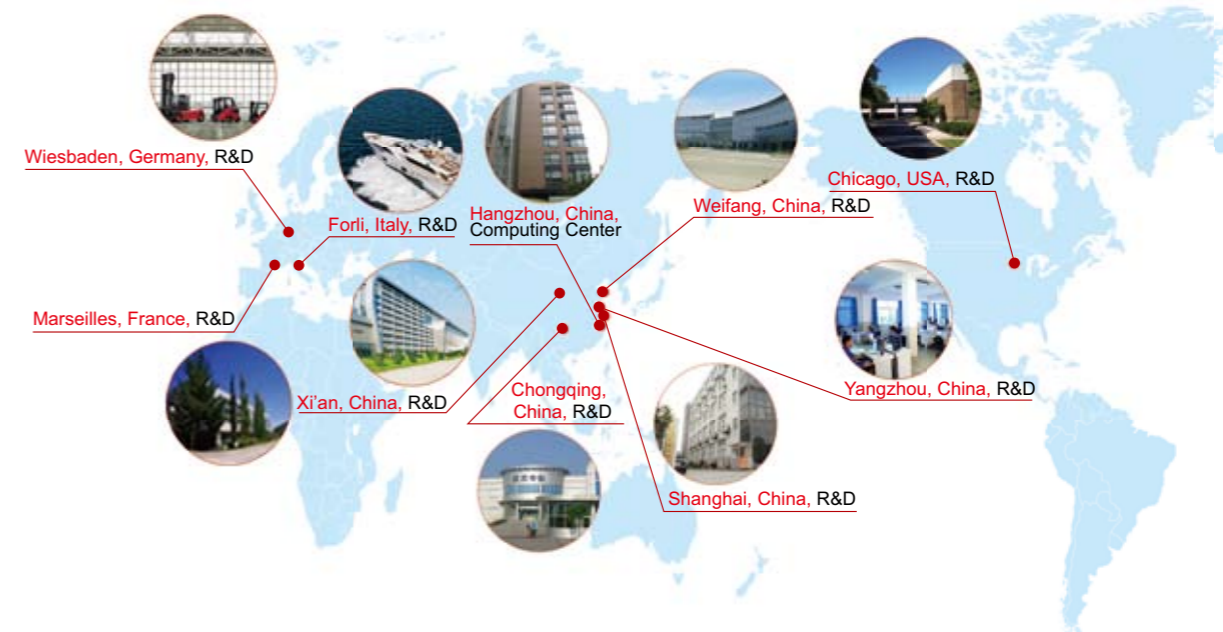 Wiesbaden, Germany, R&D
Forli, Italy, R&D
Hangzhou, China,
Computing Center
Weifang, China, R&D
Chicago, USA, R&D
Marseilles, France, R&D
Xi'an, China, R&D
Chongqing,
China, R&D
Yangzhou, China, R&D
Shanghai, China, R&D